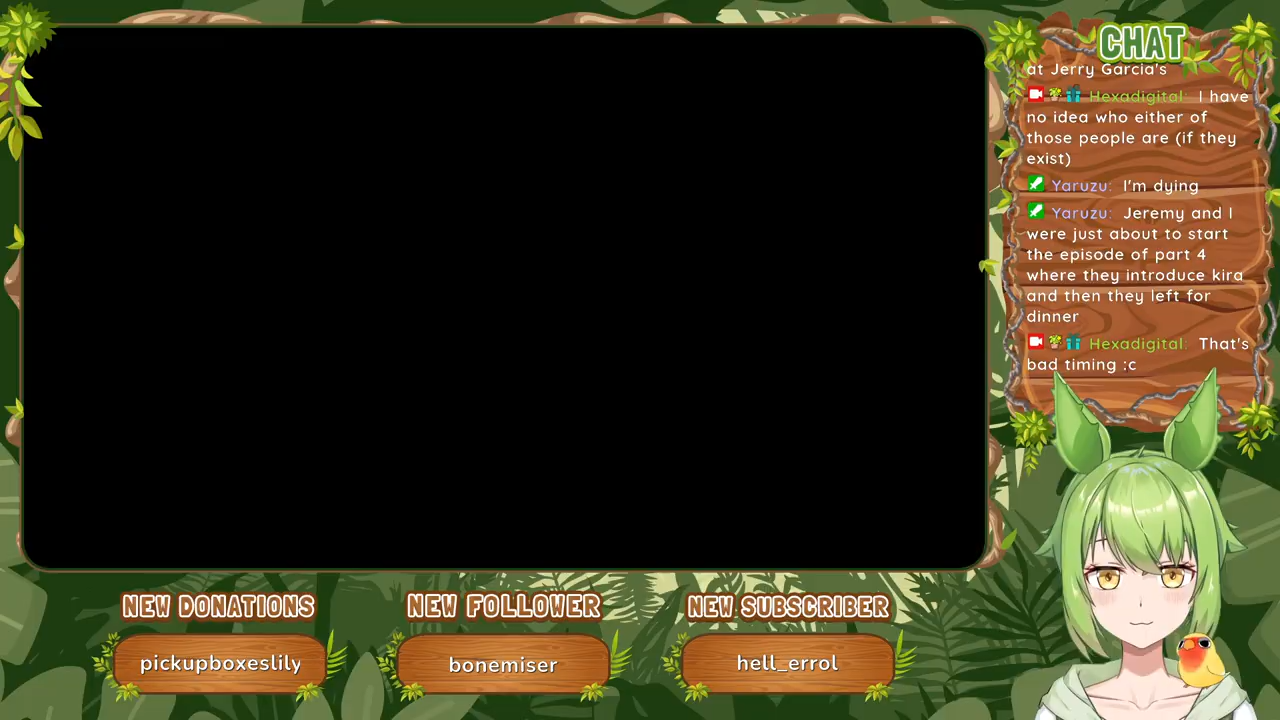 CHAT
at Jerry Garcia's
Hexadigital: I have
no idea who either of
those people are (if they
exist)
Yaruzu: I'm dying
Yaruzu: Jeremy and I
were just about to start
the episode of part 4
where they introduce kira
and then they left for
dinner
Hexadigital: That's
bad timing :c
NEW DONATIONS
NEW FOLLOWER
NEW SUBSCRIBER
pickupboxeslily
bonemiser
hell_errol